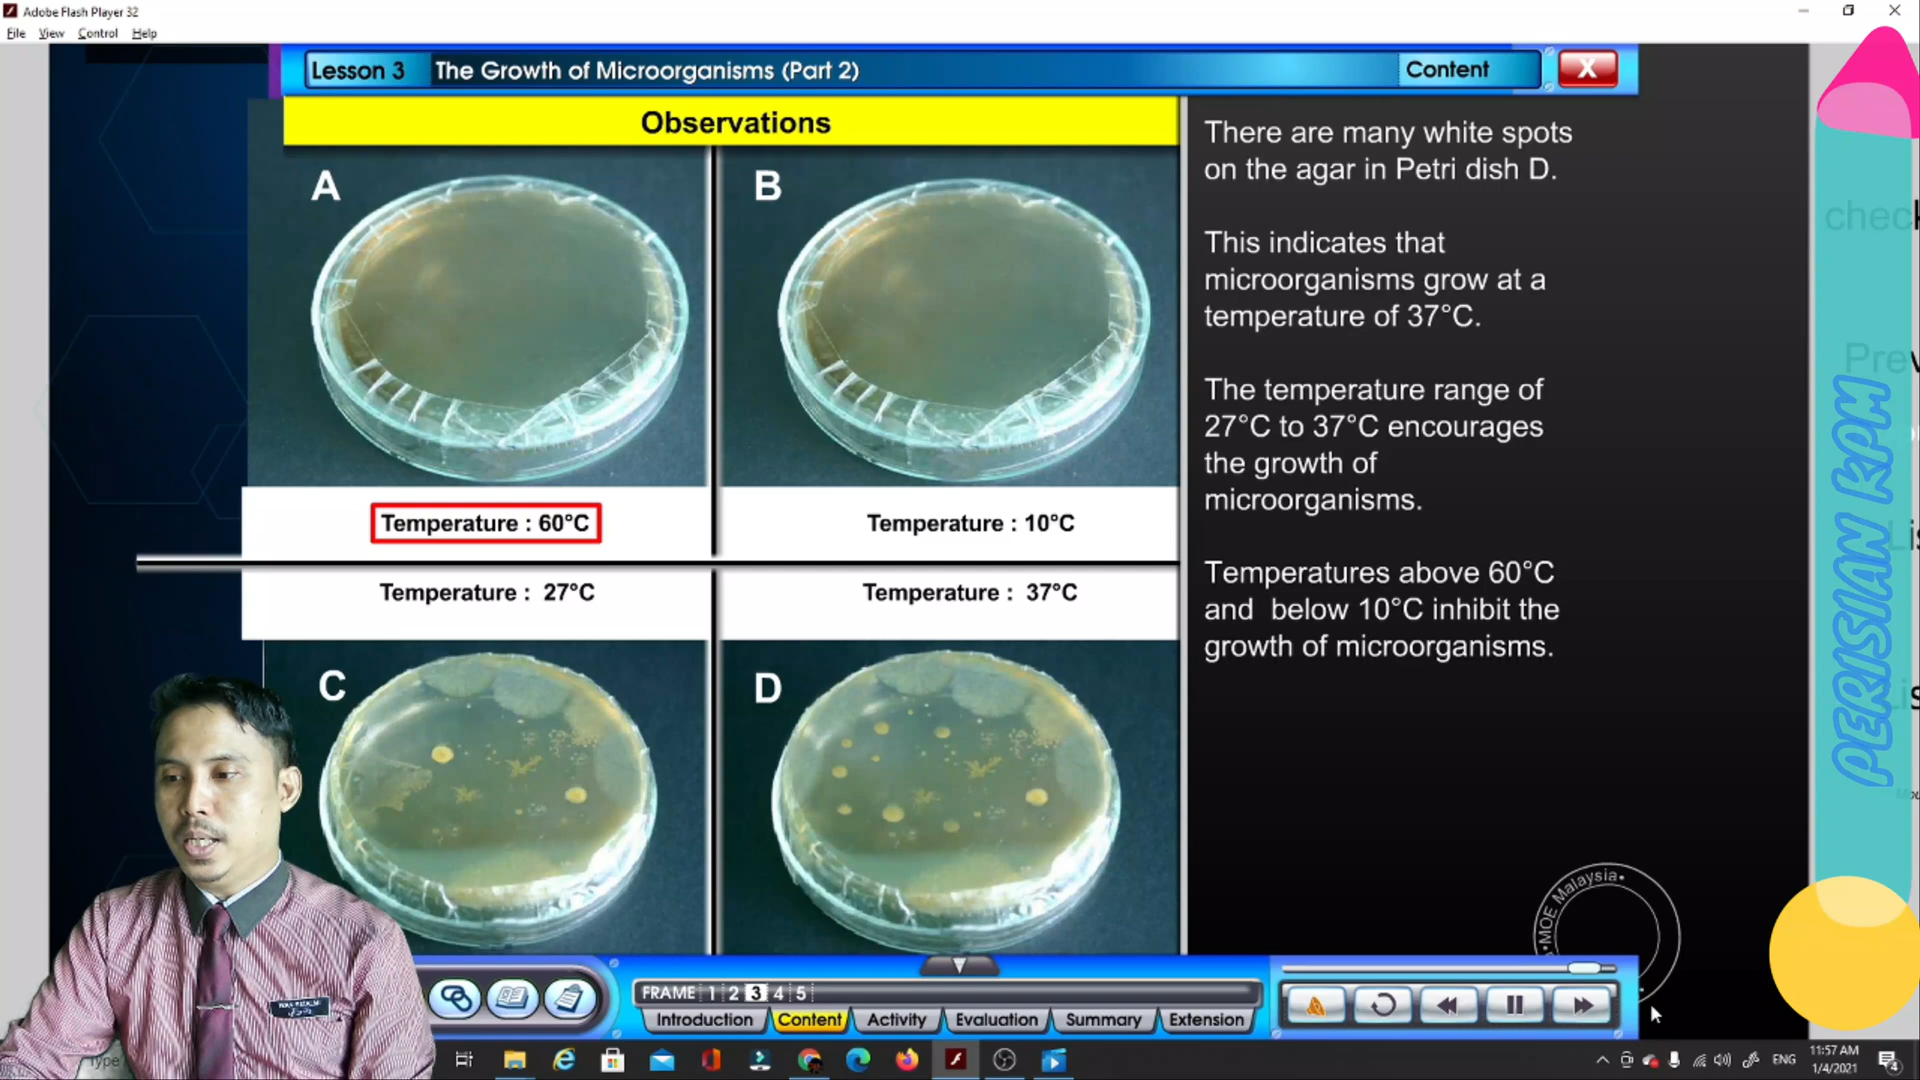 Adobe Flash Player 32
File View Control Help
Lesson 3 The Growth of Microorganisms (Part 2) Content X
Observations
A
B
Temperature : 60°C
Temperature : 10°C
Temperature : 27°C
Temperature : 37°C
C
D
There are many white spots
on the agar in Petri dish D.
This indicates that
microorganisms grow at a
temperature of 37°C.
The temperature range of
27°C to 37°C encourages
the growth of
microorganisms.
Temperatures above 60°C
and below 10°C inhibit the
growth of microorganisms.
MOE Malaysia
PERISIAN KPM
FRAME 1 2 3 4 5
Introduction Content Activity Evaluation Summary Extension
Type
ENG
11:57 AM
1/4/2021
4